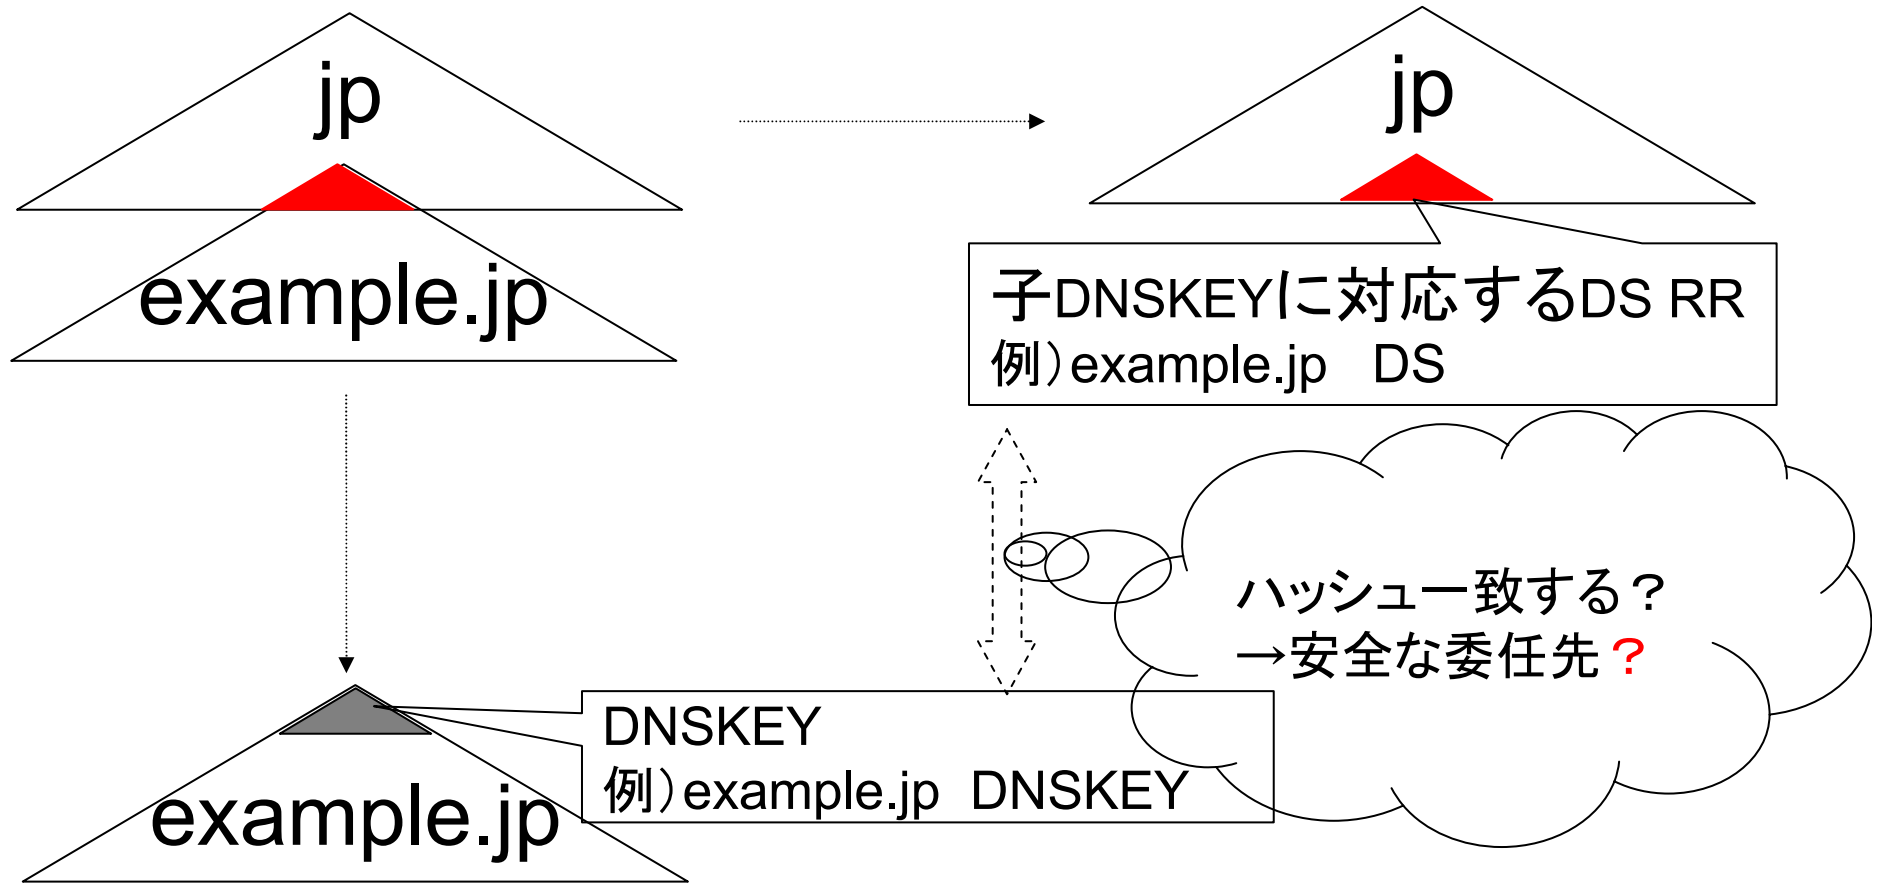 jp
example.jp
jp
子DNSKEYに対応するDS RR
例）example.jp　DS
ハッシュ一致する？
→安全な委任先？
DNSKEY
例）example.jp　DNSKEY
example.jp